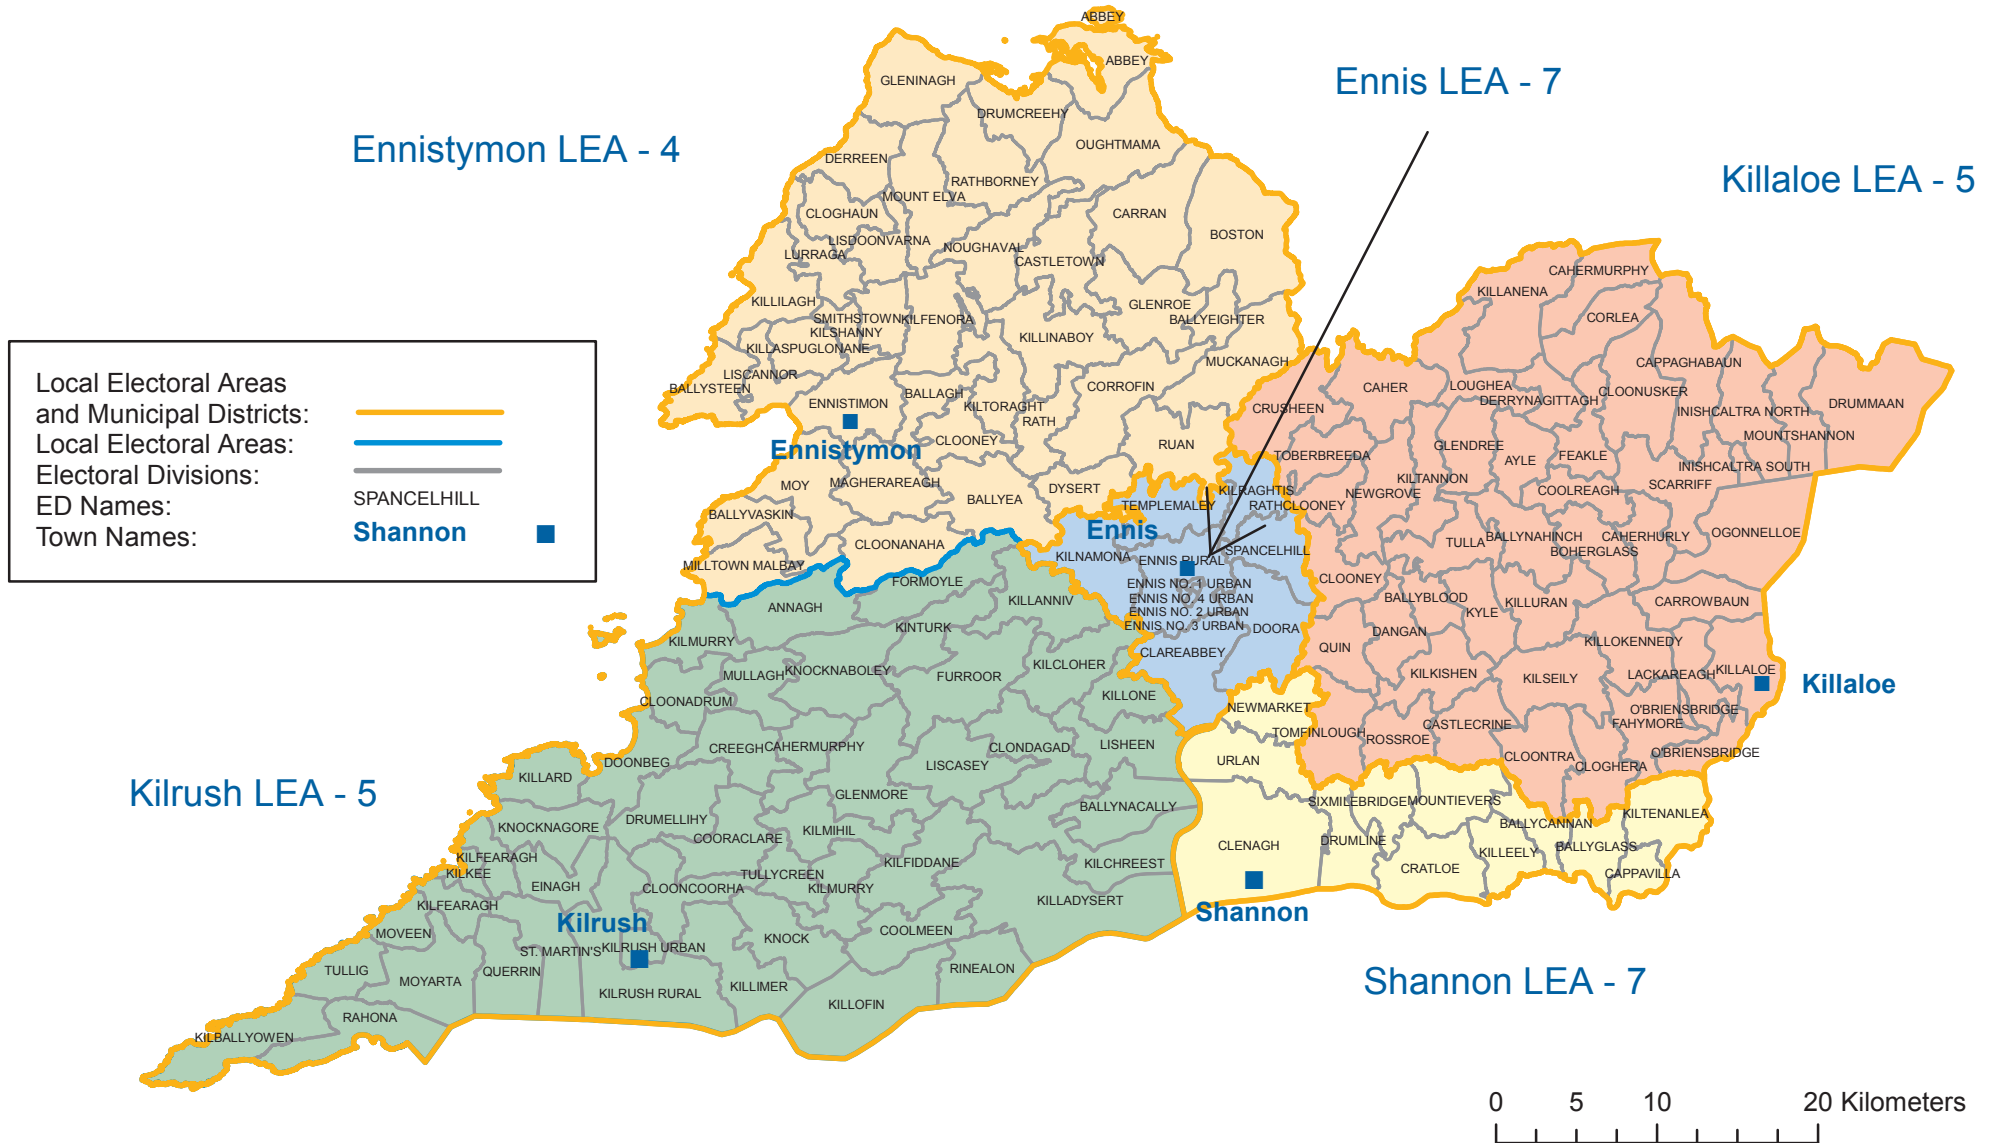 ABBEY
ABBEY
Ennis LEA - 7
GLENINAGH
DRUMCREEHY
Ennistymon LEA - 4
OUGHTMAMA
DERREEN
Killaloe LEA - 5
RATHBORNEY
MOUNT ELVA
CLOGHAUN
CARRAN
BOSTON
LISDOONVARNA
NOUGHAVAL
LURRAGA
CASTLETOWN
CAHERMURPHY
KILLANENA
KILLILAGH
GLENROE
SMITHSTOWN
KILFENORA
BALLYEIGHTER
CORLEA
KILSHANNY
KILLINABOY
KILLASPUGLONANE
MUCKANAGH
CAPPAGHABAUN
LISCANNOR
BALLYSTEEN
CORROFIN
CAHER
LOUGHEA
CLOONUSKER
BALLAGH
DERRYNAGITTAGH
ENNISTIMON
KILTORAGHT
CRUSHEEN
INISHCALTRA NORTH
DRUMMAAN
RATH
Ennistymon
CLOONEY
RUAN
GLENDREE
MOUNTSHANNON
TOBERBREEDA
AYLE
FEAKLE
INISHCALTRA SOUTH
MOY
MAGHERAREAGH
DYSERT
KILTANNON
SCARRIFF
BALLYEA
KILRAGHTIS
NEWGROVE
COOLREAGH
TEMPLEMALEY
RATHCLOONEY
BALLYVASKIN
Ennis
OGONNELLOE
CLOONANAHA
TULLA
BALLYNAHINCH
CAHERHURLY
BOHERGLASS
KILNAMONA
SPANCELHILL
ENNIS RURAL
MILLTOWN MALBAY
FORMOYLE
CLOONEY
ENNIS NO. 1 URBAN
ENNIS NO. 4 URBAN
ENNIS NO. 2 URBAN
ENNIS NO. 3 URBAN
ANNAGH
KILLANNIV
BALLYBLOOD
KYLE
KILLURAN
CARROWBAUN
KINTURK
DOORA
DANGAN
KILMURRY
CLAREABBEY
QUIN
KILLOKENNEDY
KILCLOHER
MULLAGH
KNOCKNABOLEY
FURROOR
KILKISHEN
KILSEILY
LACKAREAGH
KILLALOE
Killaloe
CLOONADRUM
KILLONE
NEWMARKET
O'BRIENSBRIDGE
FAHYMORE
TOMFINLOUGH
CASTLECRINE
ROSSROE
CREEGH
CAHERMURPHY
CLONDAGAD
LISHEEN
URLAN
CLOONTRA
O'BRIENSBRIDGE
DOONBEG
LISCASEY
CLOGHERA
KILLARD
Kilrush LEA - 5
GLENMORE
BALLYNACALLY
SIXMILEBRIDGE
MOUNTIEVERS
KILTENANLEA
DRUMELLIHY
KNOCKNAGORE
COORACLARE
KILMIHIL
BALLYCANNAN
CLENAGH
DRUMLINE
BALLYGLASS
KILLEELY
KILFEARAGH
KILFIDDANE
KILCHREEST
CRATLOE
CAPPAVILLA
KILKEE
TULLYCREEN
EINAGH
CLOONCOORHA
KILMURRY
KILFEARAGH
KILLADYSERT
Shannon
Kilrush
MOVEEN
COOLMEEN
KNOCK
ST. MARTIN'S
KILRUSH URBAN
TULLIG
MOYARTA
QUERRIN
RINEALON
Shannon LEA - 7
KILRUSH RURAL
KILLIMER
KILLOFIN
RAHONA
KILBALLYOWEN
Local Electoral Areas
and Municipal Districts:
Local Electoral Areas:
Electoral Divisions:
ED Names: SPANCELHILL
Town Names: Shannon
0 5 10 20 Kilometers